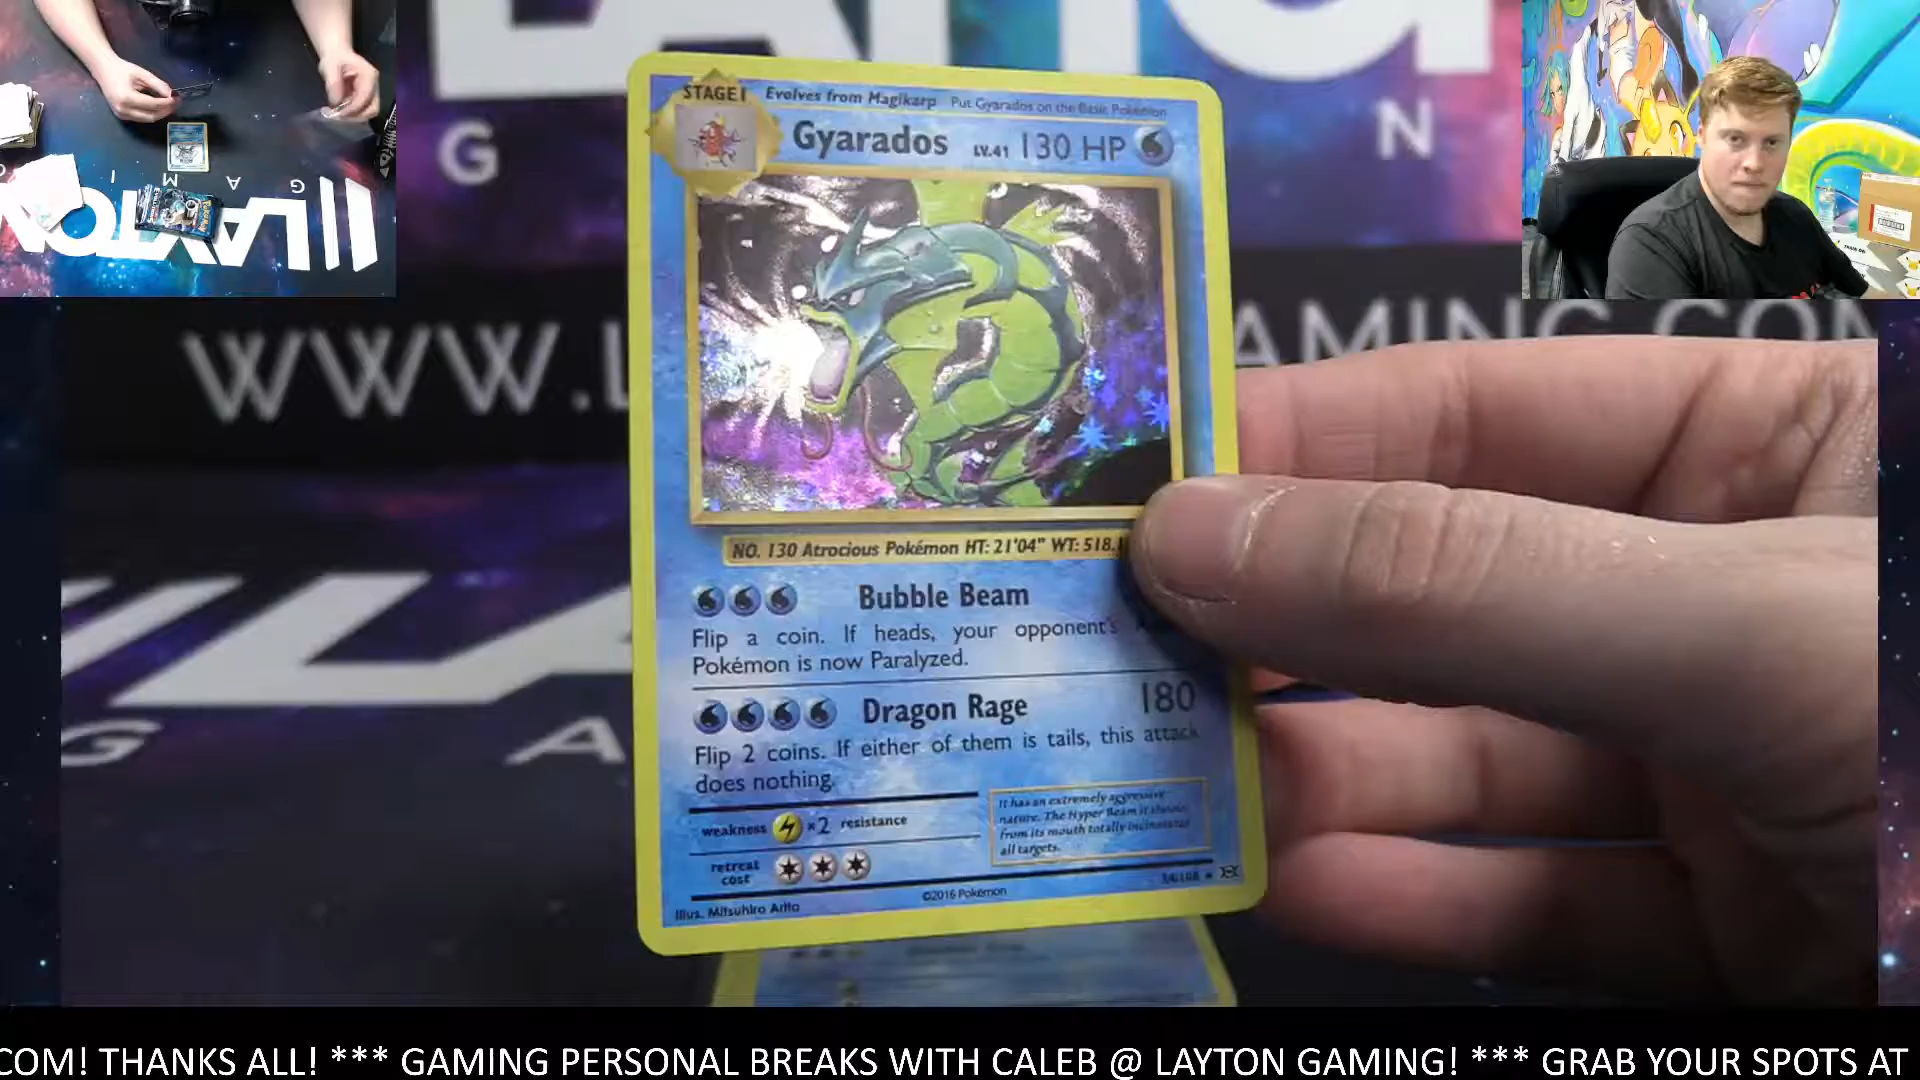 STAGE1 Evolves from Magikarp Put Gyarados on the Basic Pokémon
Gyarados LV.41 130 HP
NO. 130 Atrocious Pokémon HT: 21'04" WT: 518.
Bubble Beam
Flip a coin. If heads, your opponent's
Pokémon is now Paralyzed.
Dragon Rage 180
Flip 2 coins. If either of them is tails, this attack
does nothing.
weakness ×2 resistance
retreat
cost
It has an extremely aggressive
nature. The Hyper Beam it shoots
from its mouth totally incinerates
all targets.
Illus. Mitsuhiro Arita
©2016 Pokémon
WWW.L
AMING.COM
G
N
G A
LAYTON
G A M I
COM! THANKS ALL! *** GAMING PERSONAL BREAKS WITH CALEB @ LAYTON GAMING! *** GRAB YOUR SPOTS AT